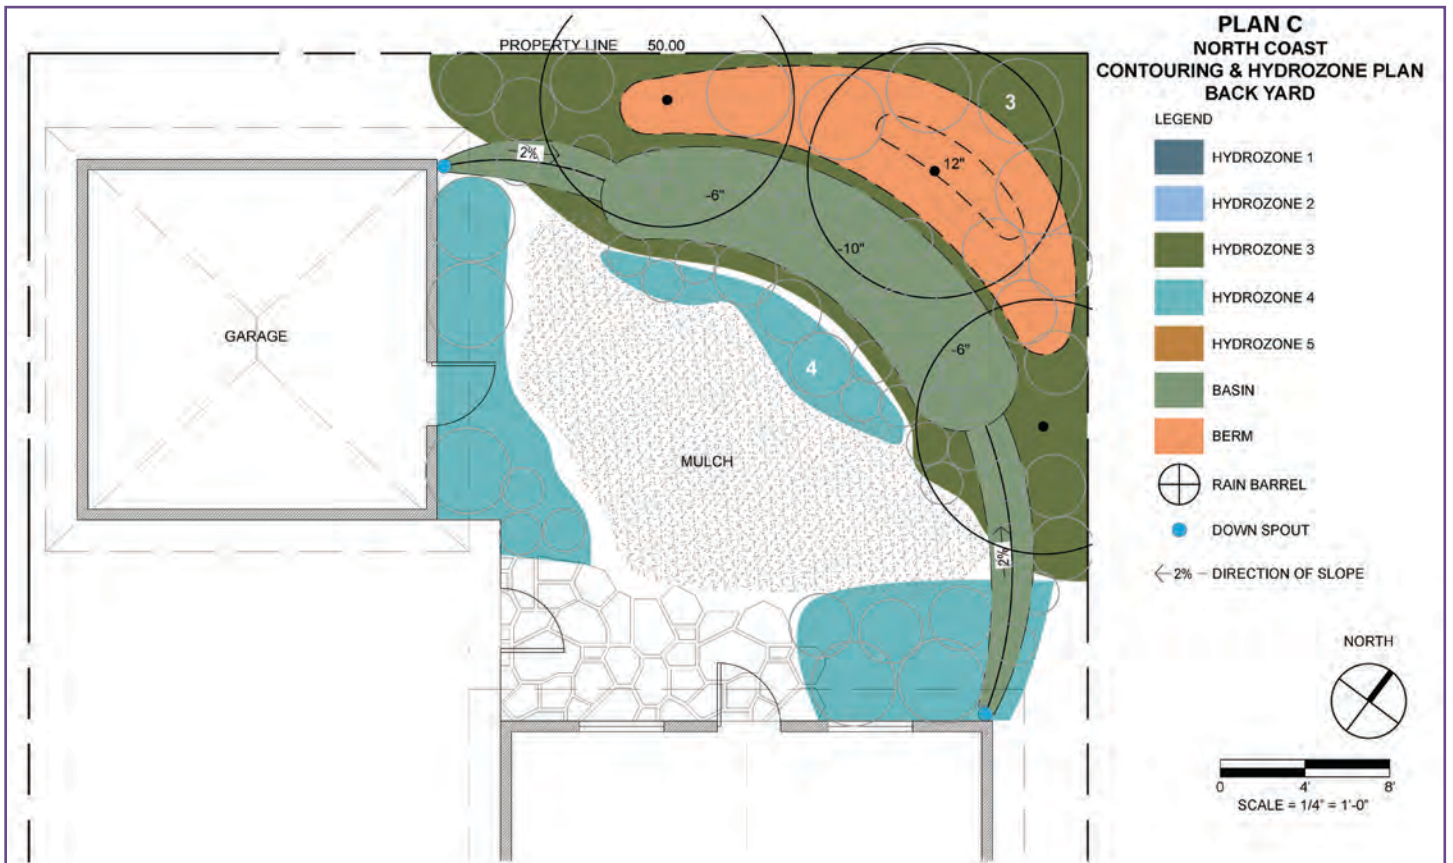 PLAN C
NORTH COAST
CONTOURING & HYDROZONE PLAN
BACK YARD
LEGEND
HYDROZONE 1
HYDROZONE 2
HYDROZONE 3
HYDROZONE 4
HYDROZONE 5
BASIN
BERM
RAIN BARREL
DOWN SPOUT
2% DIRECTION OF SLOPE
NORTH
0 4' 8'
SCALE = 1/4" = 1'-0"
PROPERTY LINE 50.00
3
2%
12"
-6"
-10"
GARAGE
-6"
4
MULCH
2%